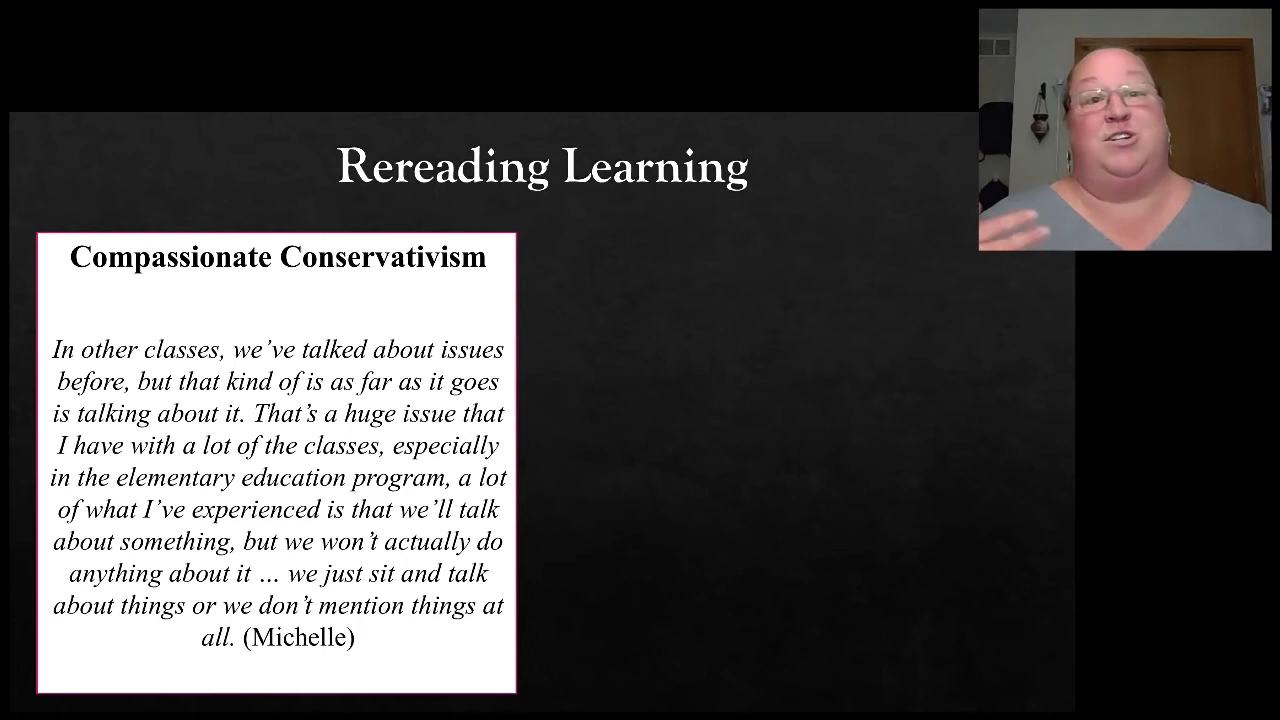 Rereading Learning
Compassionate Conservativism
In other classes, we’ve talked about issues
before, but that kind of is as far as it goes
is talking about it. That’s a huge issue that
I have with a lot of the classes, especially
in the elementary education program, a lot
of what I’ve experienced is that we’ll talk
about something, but we won’t actually do
anything about it … we just sit and talk
about things or we don’t mention things at
all. (Michelle)